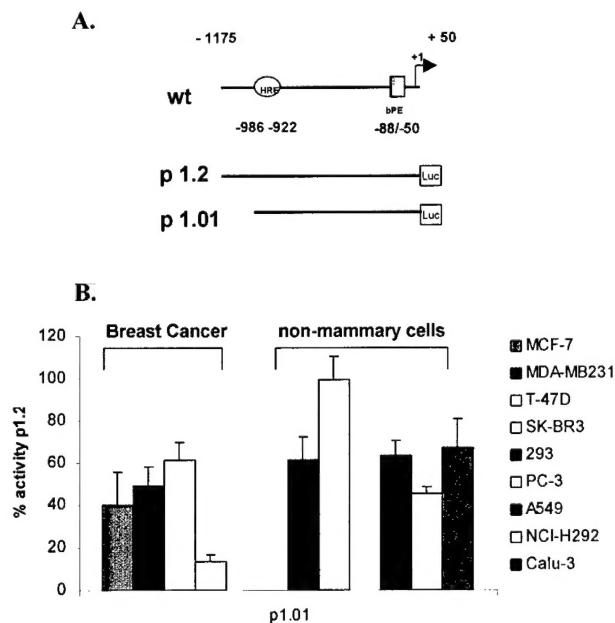 A.
- 1175
+ 50
+1
wt
HRE
bPE
-986 -922
-88/-50
p 1.2
Luc
p 1.01
Luc
B.
Breast Cancer
non-mammary cells
% activity p1.2
120
100
80
60
40
20
0
p1.01
MCF-7
MDA-MB231
T-47D
SK-BR3
293
PC-3
A549
NCI-H292
Calu-3